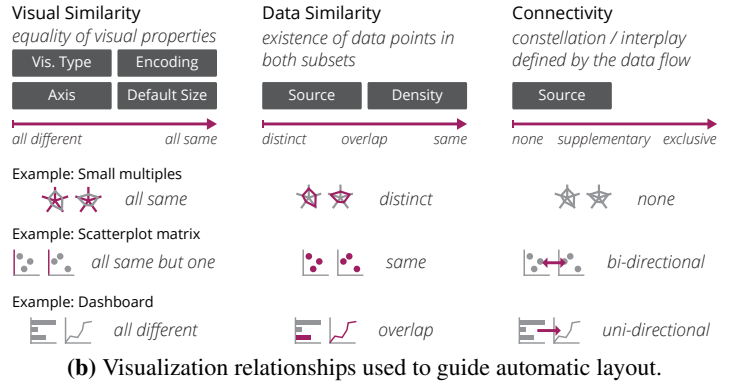 Visual Similarity
equality of visual properties
Vis. Type
Encoding
Axis
Default Size
all different
all same
Data Similarity
existence of data points in
both subsets
Source
Density
distinct
overlap
same
Connectivity
constellation / interplay
defined by the data flow
Source
none
supplementary
exclusive
Example: Small multiples
all same
distinct
none
Example: Scatterplot matrix
all same but one
same
bi-directional
Example: Dashboard
all different
overlap
uni-directional
(b) Visualization relationships used to guide automatic layout.